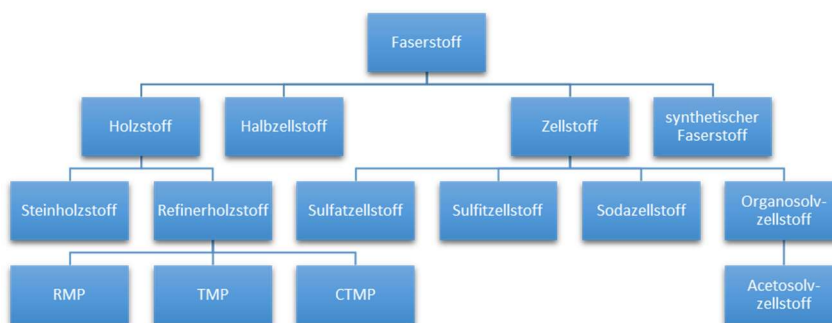 Faserstoff
Holzstoff
Halbzellstoff
Zellstoff
synthetischer
Faserstoff
Steinholzstoff
Refinerholzstoff
Sulfatzellstoff
Sulfitzellstoff
Sodazellstoff
Organosolv-
zellstoff
RMP
TMP
CTMP
Acetosolv-
zellstoff